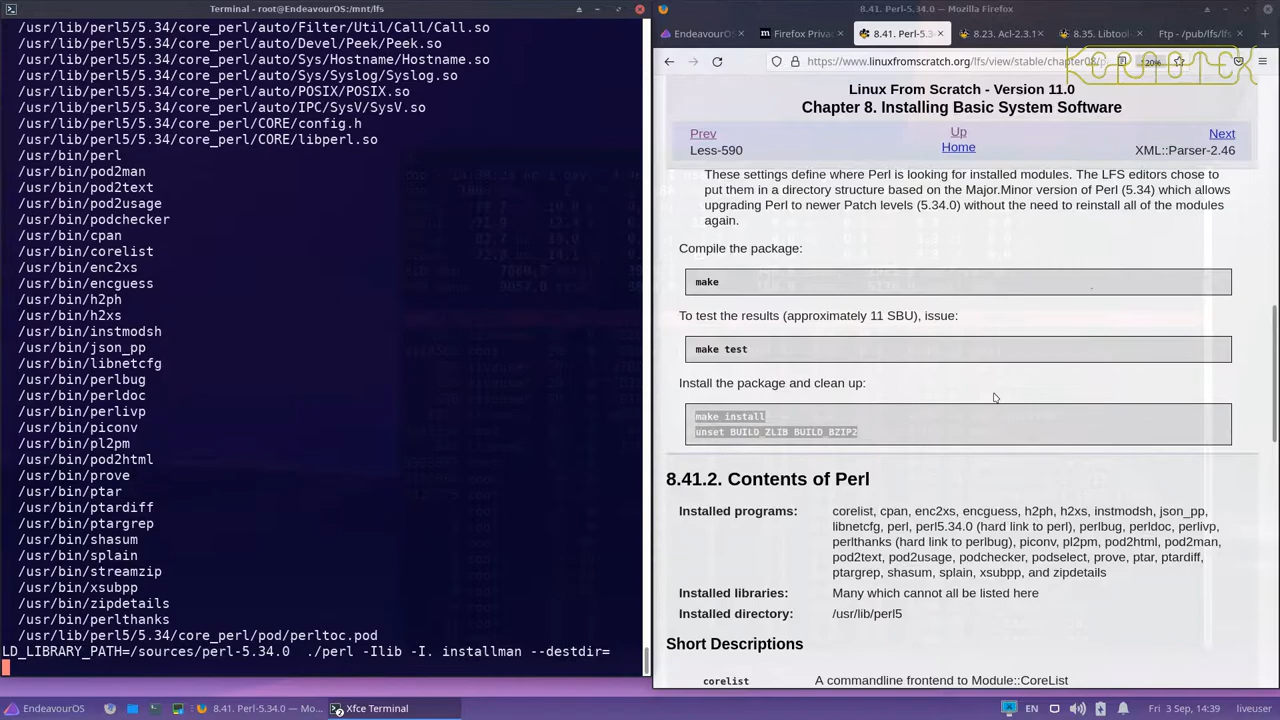 Terminal - root@EndeavourOS:/mnt/lfs
/usr/lib/perl5/5.34/core_perl/auto/Filter/Util/Call/Call.so
/usr/lib/perl5/5.34/core_perl/auto/Devel/Peek/Peek.so
/usr/lib/perl5/5.34/core_perl/auto/Sys/Hostname/Hostname.so
/usr/lib/perl5/5.34/core_perl/auto/Sys/Syslog/Syslog.so
/usr/lib/perl5/5.34/core_perl/auto/POSIX/POSIX.so
/usr/lib/perl5/5.34/core_perl/auto/IPC/SysV/SysV.so
/usr/lib/perl5/5.34/core_perl/CORE/config.h
/usr/lib/perl5/5.34/core_perl/CORE/libperl.so
/usr/bin/perl
/usr/bin/pod2man
/usr/bin/pod2text
/usr/bin/pod2usage
/usr/bin/podchecker
/usr/bin/cpan
/usr/bin/corelist
/usr/bin/enc2xs
/usr/bin/encguess
/usr/bin/h2ph
/usr/bin/h2xs
/usr/bin/instmodsh
/usr/bin/json_pp
/usr/bin/libnetcfg
/usr/bin/perlbug
/usr/bin/perldoc
/usr/bin/perlivp
/usr/bin/piconv
/usr/bin/pl2pm
/usr/bin/pod2html
/usr/bin/prove
/usr/bin/ptar
/usr/bin/ptardiff
/usr/bin/ptargrep
/usr/bin/shasum
/usr/bin/splain
/usr/bin/streamzip
/usr/bin/xsubpp
/usr/bin/zipdetails
/usr/bin/perlthanks
/usr/lib/perl5/5.34/core_perl/pod/perltoc.pod
LD_LIBRARY_PATH=/sources/perl-5.34.0  ./perl -Ilib -I. installman --destdir=
8.41. Perl-5.34.0 — Mozilla Firefox
EndeavourOS
Firefox Privac
8.41. Perl-5.34
8.23. Acl-2.3.1
8.35. Libtool-
Ftp - /pub/lfs/lfs
https://www.linuxfromscratch.org/lfs/view/stable/chapter08/
120%
Linux From Scratch - Version 11.0
Chapter 8. Installing Basic System Software
Prev
Up
Next
Less-590
Home
XML::Parser-2.46
These settings define where Perl is looking for installed modules. The LFS editors chose to
put them in a directory structure based on the Major.Minor version of Perl (5.34) which allows
upgrading Perl to newer Patch levels (5.34.0) without the need to reinstall all of the modules
again.
Compile the package:
make
To test the results (approximately 11 SBU), issue:
make test
Install the package and clean up:
make install
unset BUILD_ZLIB BUILD_BZIP2
8.41.2. Contents of Perl
Installed programs: corelist, cpan, enc2xs, encguess, h2ph, h2xs, instmodsh, json_pp,
libnetcfg, perl, perl5.34.0 (hard link to perl), perlbug, perldoc, perlivp,
perlthanks (hard link to perlbug), piconv, pl2pm, pod2html, pod2man,
pod2text, pod2usage, podchecker, podselect, prove, ptar, ptardiff,
ptargrep, shasum, splain, xsubpp, and zipdetails
Installed libraries: Many which cannot all be listed here
Installed directory: /usr/lib/perl5
Short Descriptions
corelist A commandline frontend to Module::CoreList
EndeavourOS
8.41. Perl-5.34.0 — Mo...
Xfce Terminal
EN
Fri 3 Sep, 14:39
liveuser